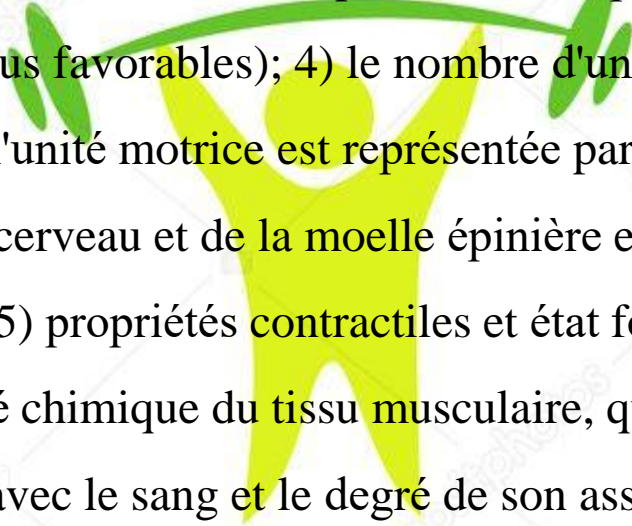 us favorables); 4) le nombre d'un
'unité motrice est représentée par
cerveau et de la moelle épinière e
5) propriétés contractiles et état f
é chimique du tissu musculaire, q
avec le sang et le degré de son ass